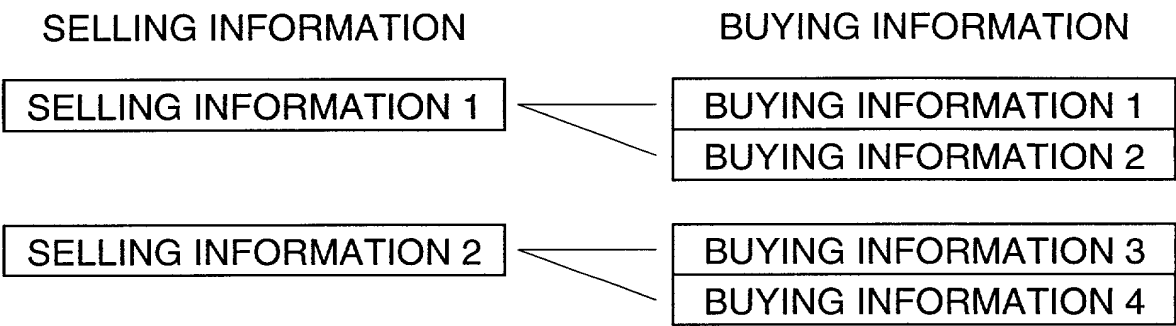 SELLING INFORMATION
BUYING INFORMATION
SELLING INFORMATION 1
BUYING INFORMATION 1
BUYING INFORMATION 2
SELLING INFORMATION 2
BUYING INFORMATION 3
BUYING INFORMATION 4